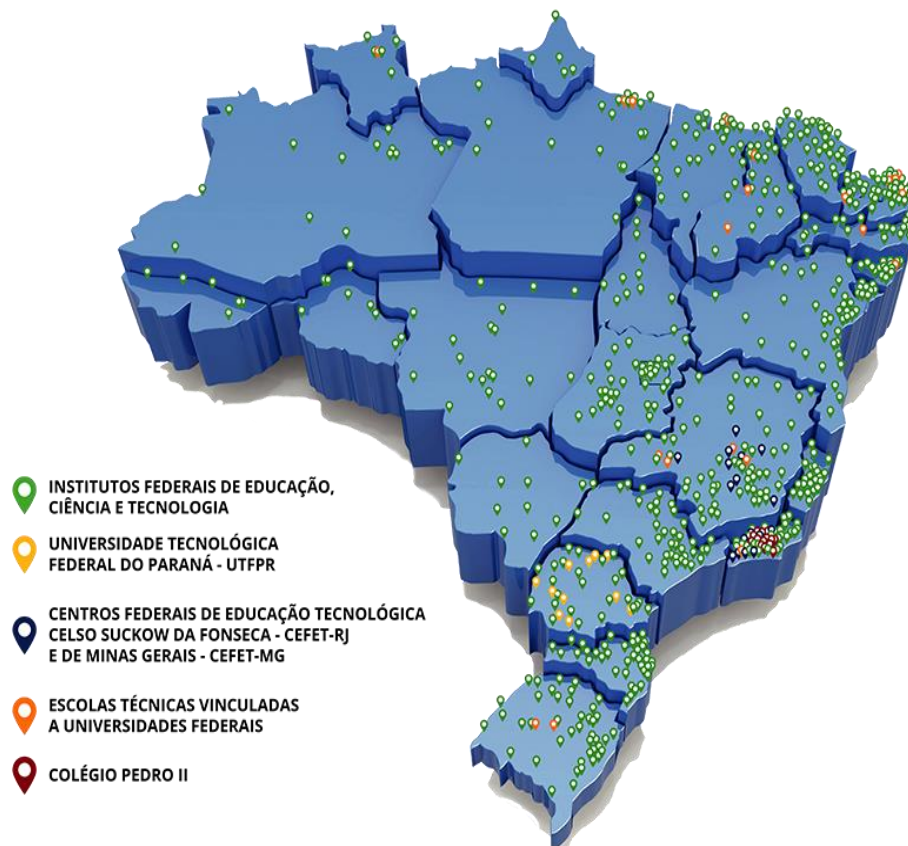 INSTITUTOS FEDERAIS DE EDUCAÇÃO,
CIÊNCIA E TECNOLOGIA
UNIVERSIDADE TECNOLÓGICA
FEDERAL DO PARANÁ - UTFPR
CENTROS FEDERAIS DE EDUCAÇÃO TECNOLÓGICA
CELSO SUCKOW DA FONSECA - CEFET-RJ
E DE MINAS GERAIS - CEFET-MG
ESCOLAS TÉCNICAS VINCULADAS
A UNIVERSIDADES FEDERAIS
COLÉGIO PEDRO II